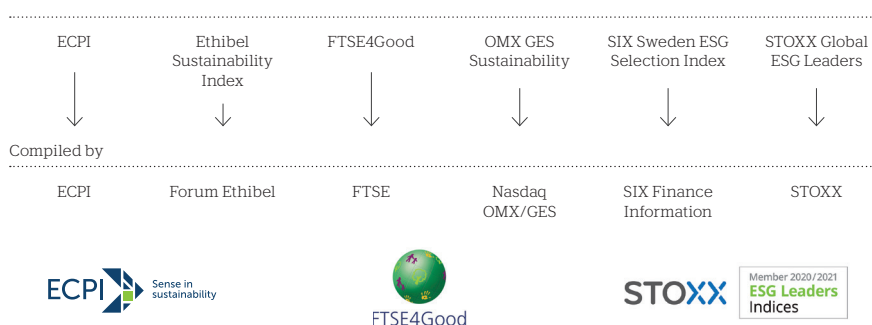 ECPI
Ethibel
Sustainability
Index
FTSE4Good
OMX GES
Sustainability
SIX Sweden ESG
Selection Index
STOXX Global
ESG Leaders
Compiled by
ECPI
Forum Ethibel
FTSE
Nasdaq
OMX/GES
SIX Finance
Information
STOXX
ECPI
Sense in
sustainability
FTSE4Good
STOXX
Member 2020/2021
ESG Leaders
Indices